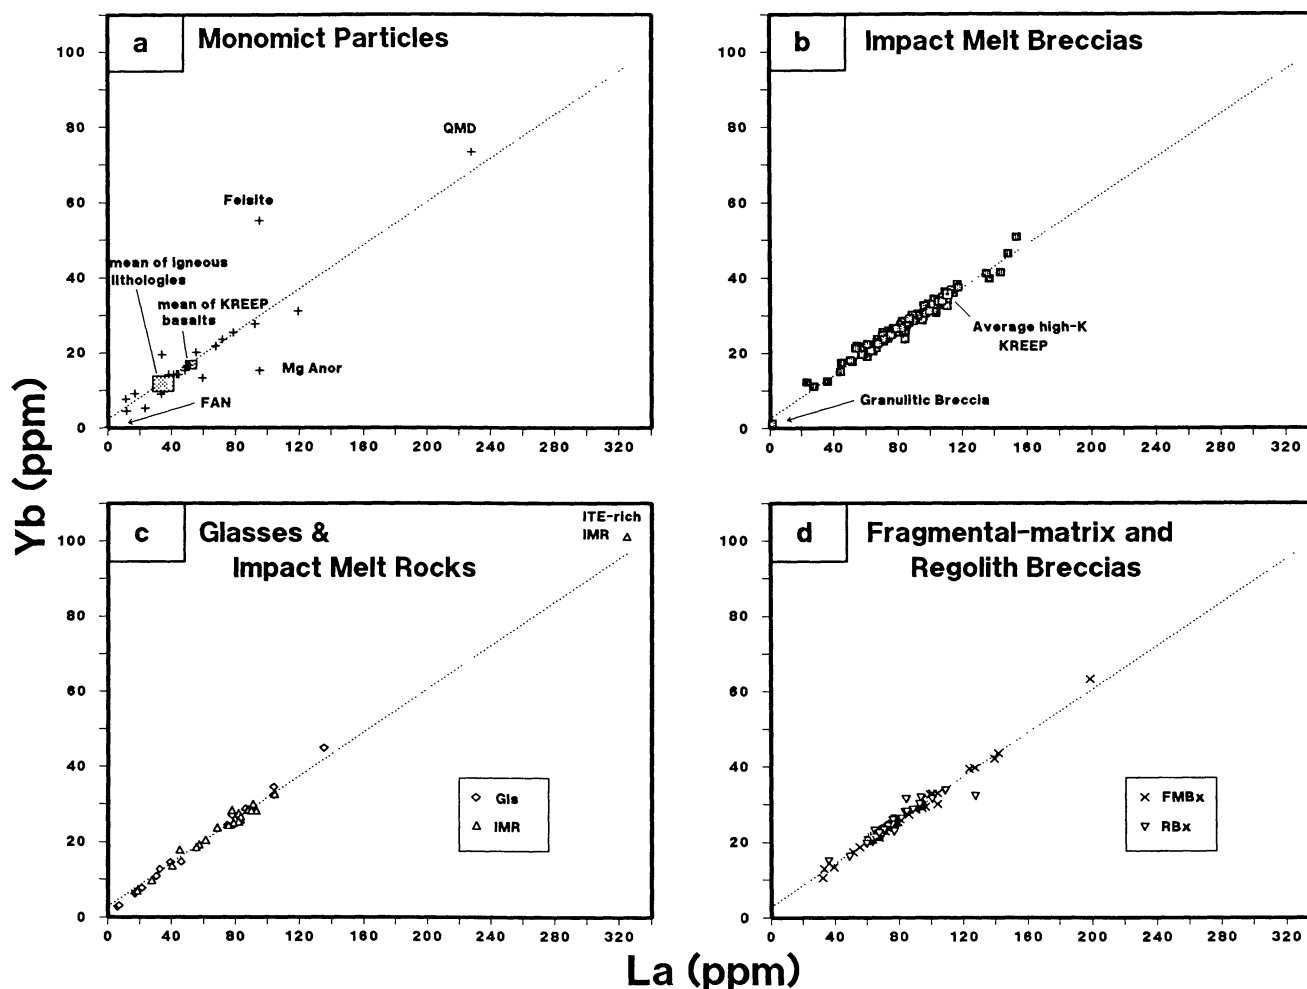 a
Monomict Particles
100
80
60
40
20
0
QMD
Felsite
mean of igneous
lithologies
mean of KREEP
basalts
Mg Anor
FAN
0 40 80 120 160 200 240 280 320
b
Impact Melt Breccias
100
80
60
40
20
0
Average high-K
KREEP
Granulitic Breccia
0 40 80 120 160 200 240 280 320
c
Glasses &
Impact Melt Rocks
ITE-rich
IMR
100
80
60
40
20
0
Gls
IMR
0 40 80 120 160 200 240 280 320
d
Fragmental-matrix and
Regolith Breccias
100
80
60
40
20
0
FMBx
RBx
0 40 80 120 160 200 240 280 320
Yb (ppm)
La (ppm)